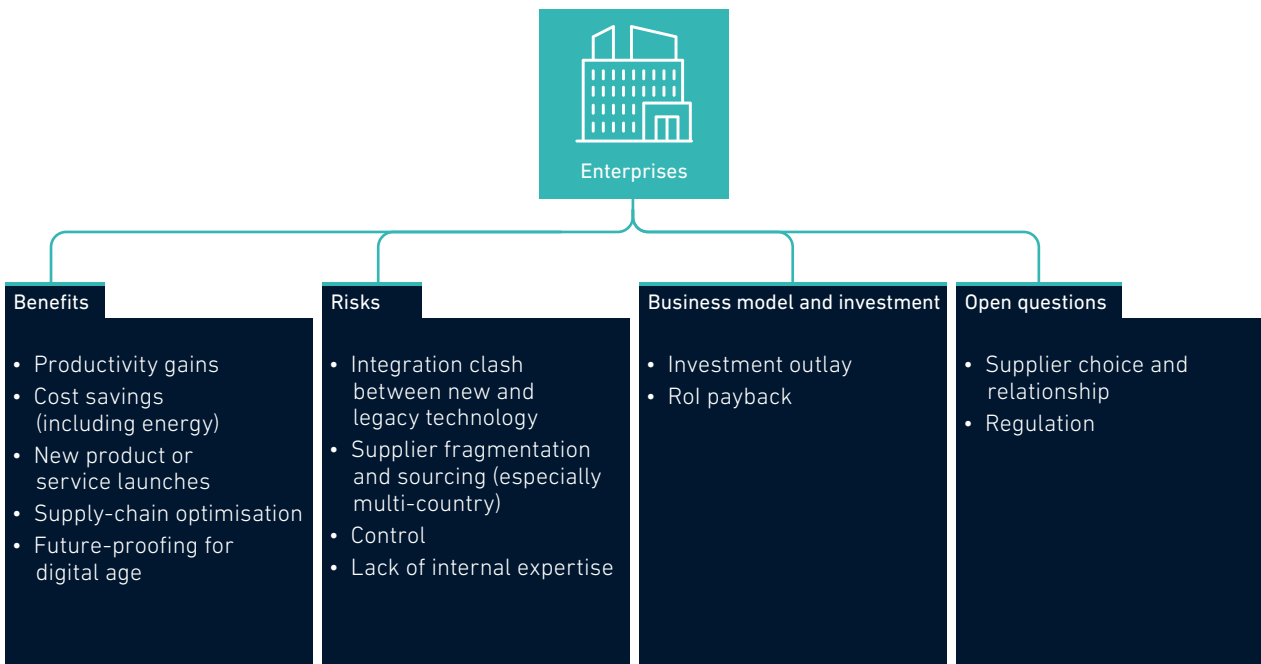 Enterprises
Benefits
• Productivity gains
• Cost savings
(including energy)
• New product or
service launches
• Supply-chain optimisation
• Future-proofing for
digital age
Risks
• Integration clash
between new and
legacy technology
• Supplier fragmentation
and sourcing (especially
multi-country)
• Control
• Lack of internal expertise
Business model and investment
• Investment outlay
• RoI payback
Open questions
• Supplier choice and
relationship
• Regulation